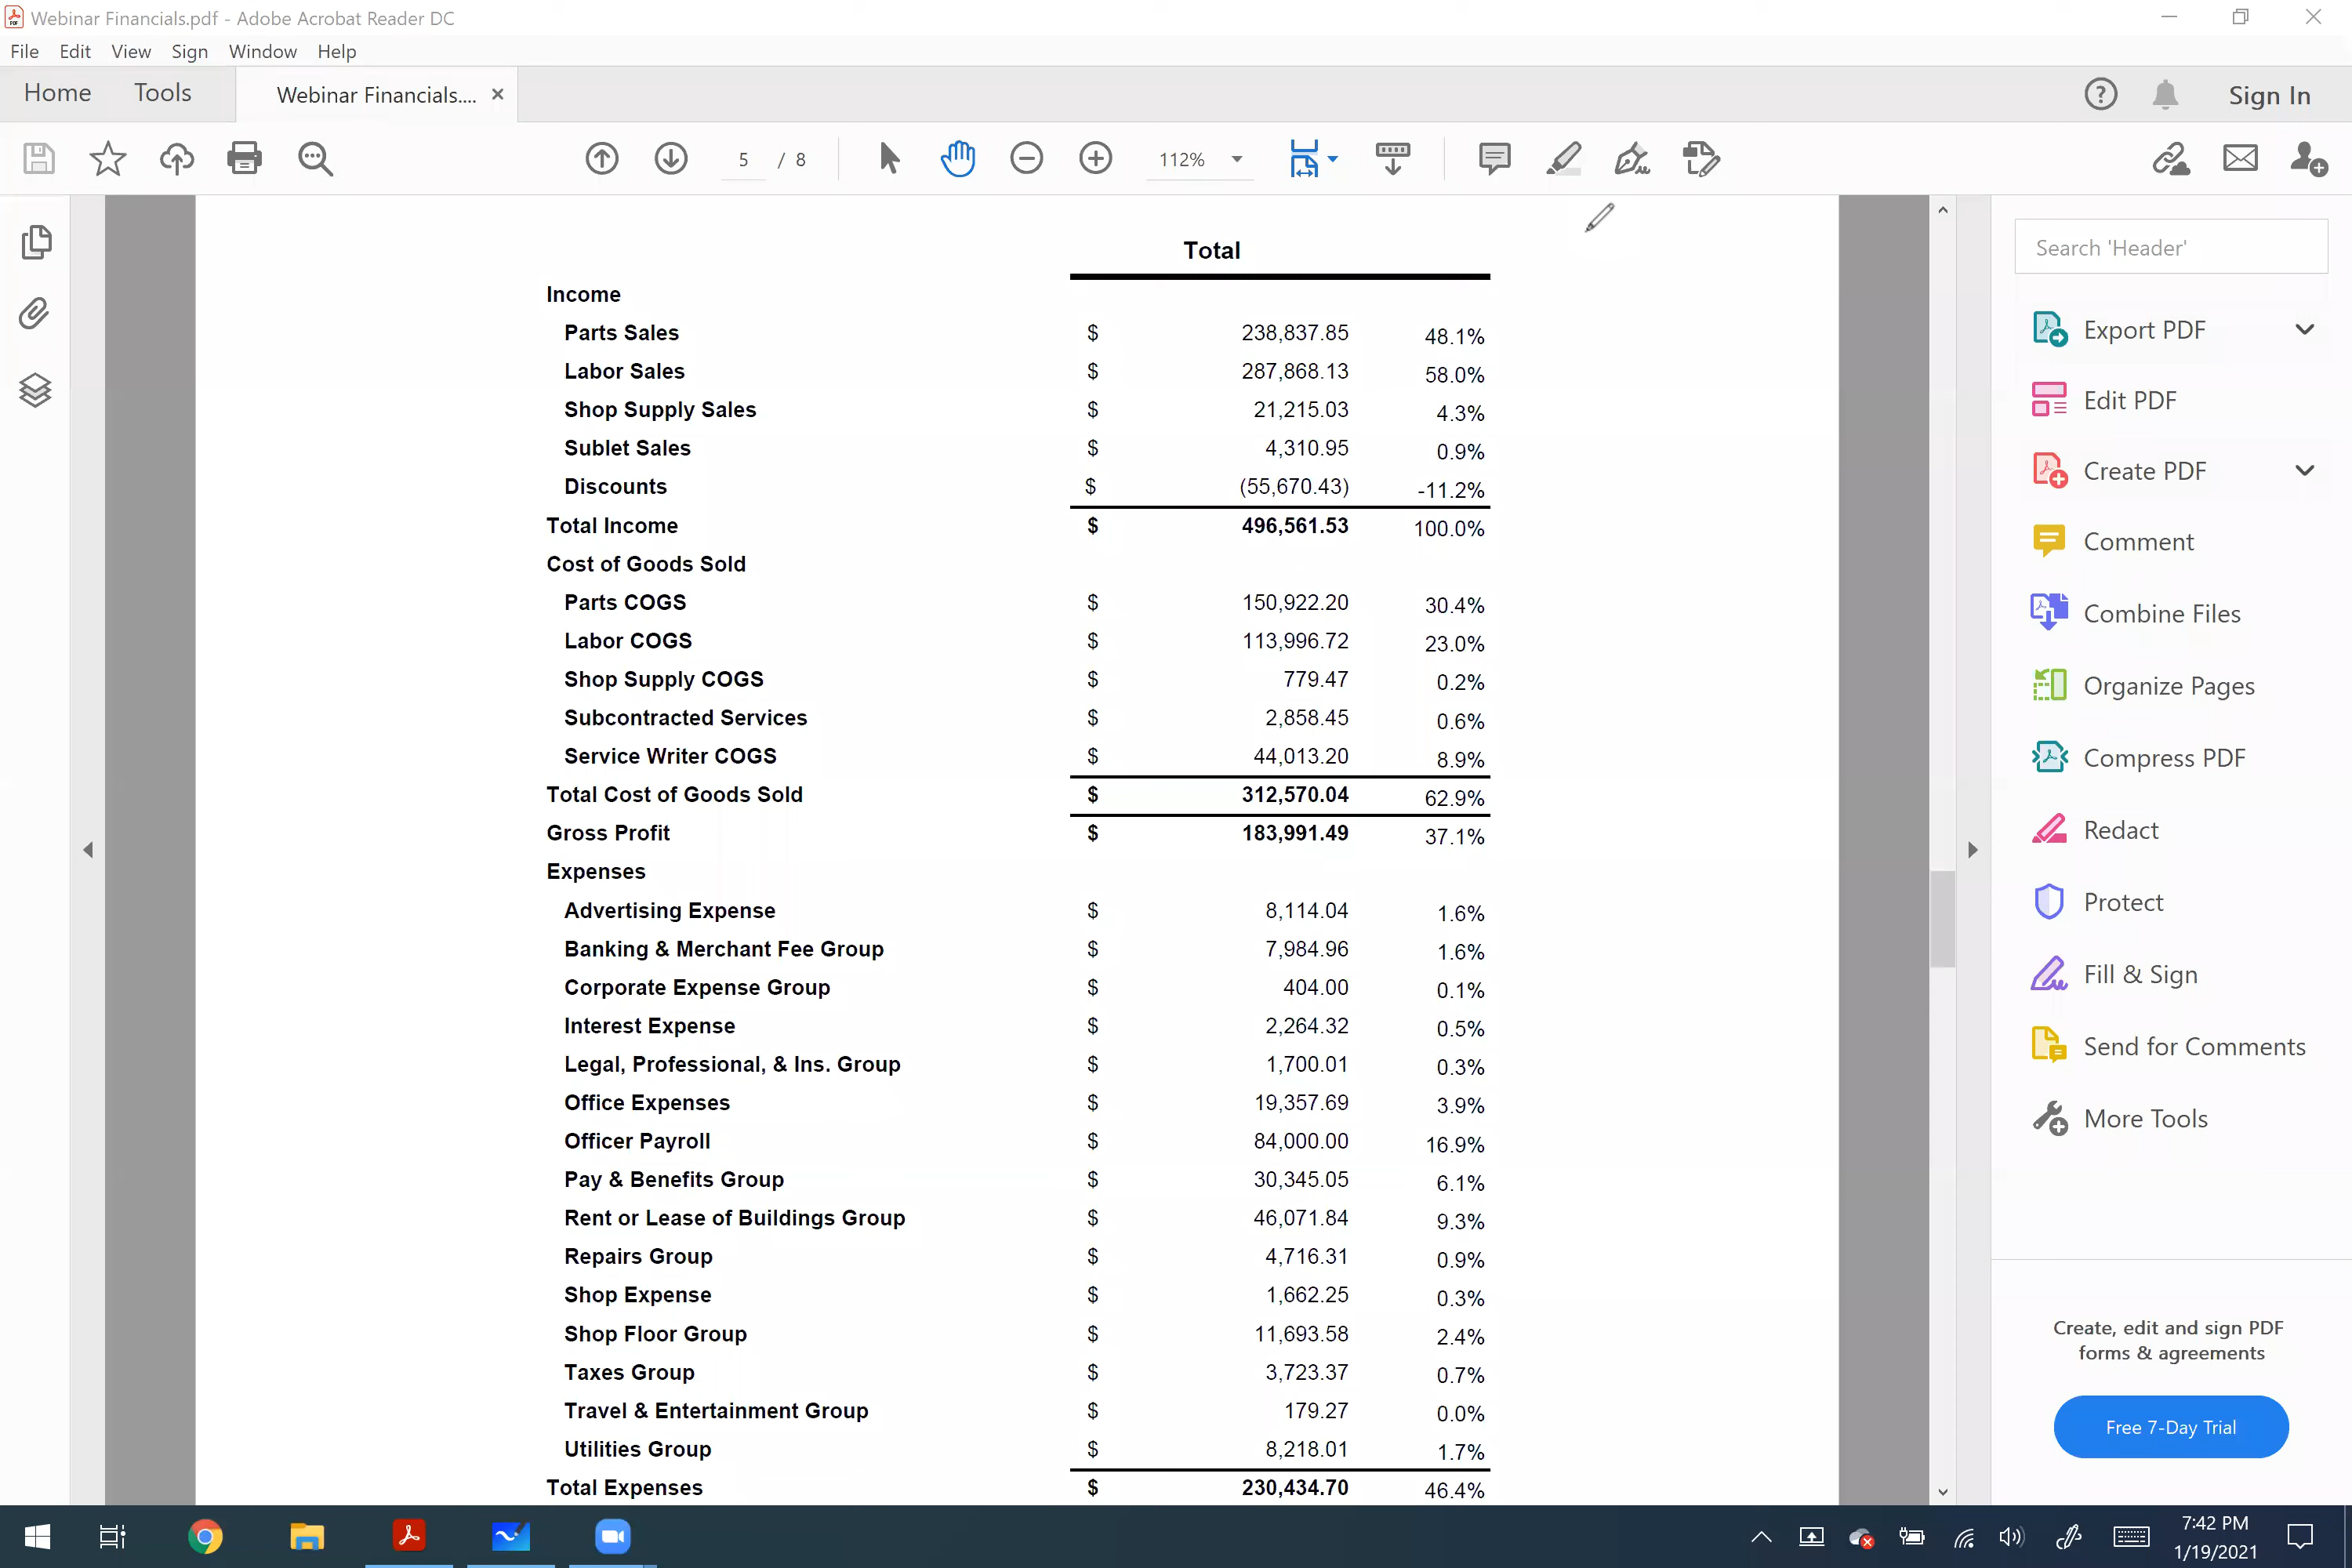 Webinar Financials.pdf - Adobe Acrobat Reader DC
File Edit View Sign Window Help
Home Tools Webinar Financials.... × Sign In
5 / 8 112%
Search 'Header'
Total
Income
Parts Sales $ 238,837.85 48.1%
Labor Sales $ 287,868.13 58.0%
Shop Supply Sales $ 21,215.03 4.3%
Sublet Sales $ 4,310.95 0.9%
Discounts $ (55,670.43) -11.2%
Total Income $ 496,561.53 100.0%
Cost of Goods Sold
Parts COGS $ 150,922.20 30.4%
Labor COGS $ 113,996.72 23.0%
Shop Supply COGS $ 779.47 0.2%
Subcontracted Services $ 2,858.45 0.6%
Service Writer COGS $ 44,013.20 8.9%
Total Cost of Goods Sold $ 312,570.04 62.9%
Gross Profit $ 183,991.49 37.1%
Expenses
Advertising Expense $ 8,114.04 1.6%
Banking & Merchant Fee Group $ 7,984.96 1.6%
Corporate Expense Group $ 404.00 0.1%
Interest Expense $ 2,264.32 0.5%
Legal, Professional, & Ins. Group $ 1,700.01 0.3%
Office Expenses $ 19,357.69 3.9%
Officer Payroll $ 84,000.00 16.9%
Pay & Benefits Group $ 30,345.05 6.1%
Rent or Lease of Buildings Group $ 46,071.84 9.3%
Repairs Group $ 4,716.31 0.9%
Shop Expense $ 1,662.25 0.3%
Shop Floor Group $ 11,693.58 2.4%
Taxes Group $ 3,723.37 0.7%
Travel & Entertainment Group $ 179.27 0.0%
Utilities Group $ 8,218.01 1.7%
Total Expenses $ 230,434.70 46.4%
Export PDF
Edit PDF
Create PDF
Comment
Combine Files
Organize Pages
Compress PDF
Redact
Protect
Fill & Sign
Send for Comments
More Tools
Create, edit and sign PDF
forms & agreements
Free 7-Day Trial
7:42 PM
1/19/2021